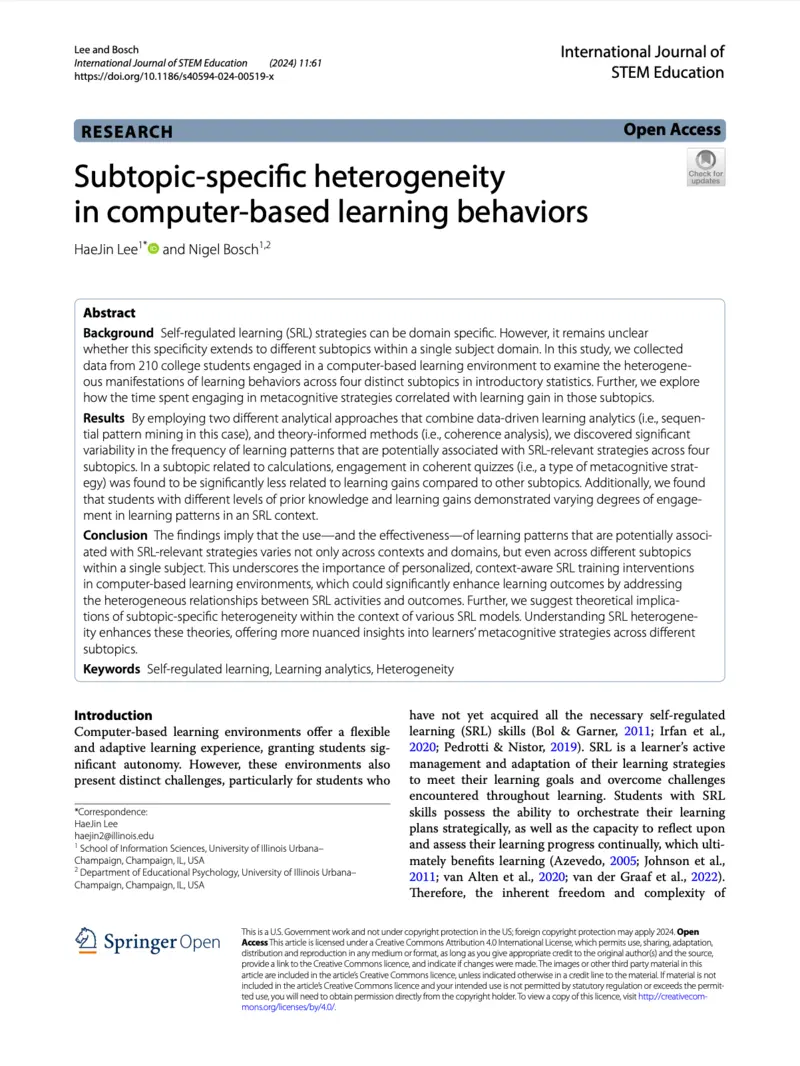 Lee and Bosch
International Journal of STEM Education (2024) 11:61
https://doi.org/10.1186/s40594-024-00519-x
International Journal of
STEM Education
RESEARCH
Open Access
Check for
updates
Subtopic-specific heterogeneity
in computer-based learning behaviors
HaeJin Lee1* and Nigel Bosch1,2
Abstract
Background Self-regulated learning (SRL) strategies can be domain specific. However, it remains unclear
whether this specificity extends to different subtopics within a single subject domain. In this study, we collected
data from 210 college students engaged in a computer-based learning environment to examine the heterogene-
ous manifestations of learning behaviors across four distinct subtopics in introductory statistics. Further, we explore
how the time spent engaging in metacognitive strategies correlated with learning gain in those subtopics.
Results By employing two different analytical approaches that combine data-driven learning analytics (i.e., sequen-
tial pattern mining in this case), and theory-informed methods (i.e., coherence analysis), we discovered significant
variability in the frequency of learning patterns that are potentially associated with SRL-relevant strategies across four
subtopics. In a subtopic related to calculations, engagement in coherent quizzes (i.e., a type of metacognitive strat-
egy) was found to be significantly less related to learning gains compared to other subtopics. Additionally, we found
that students with different levels of prior knowledge and learning gains demonstrated varying degrees of engage-
ment in learning patterns in an SRL context.
Conclusion The findings imply that the use—and the effectiveness—of learning patterns that are potentially associ-
ated with SRL-relevant strategies varies not only across contexts and domains, but even across different subtopics
within a single subject. This underscores the importance of personalized, context-aware SRL training interventions
in computer-based learning environments, which could significantly enhance learning outcomes by addressing
the heterogeneous relationships between SRL activities and outcomes. Further, we suggest theoretical implica-
tions of subtopic-specific heterogeneity within the context of various SRL models. Understanding SRL heterogene-
ity enhances these theories, offering more nuanced insights into learners' metacognitive strategies across different
subtopics.
Keywords Self-regulated learning, Learning analytics, Heterogeneity
Introduction
Computer-based learning environments offer a flexible
and adaptive learning experience, granting students sig-
nificant autonomy. However, these environments also
present distinct challenges, particularly for students who
have not yet acquired all the necessary self-regulated
learning (SRL) skills (Bol & Garner, 2011; Irfan et al.,
2020; Pedrotti & Nistor, 2019). SRL is a learner's active
management and adaptation of their learning strategies
to meet their learning goals and overcome challenges
encountered throughout learning. Students with SRL
skills possess the ability to orchestrate their learning
plans strategically, as well as the capacity to reflect upon
and assess their learning progress continually, which ulti-
mately benefits learning (Azevedo, 2005; Johnson et al.,
2011; van Alten et al., 2020; van der Graaf et al., 2022).
Therefore, the inherent freedom and complexity of
*Correspondence:
HaeJin Lee
haejin2@illinois.edu
1 School of Information Sciences, University of Illinois Urbana–
Champaign, Champaign, IL, USA
2 Department of Educational Psychology, University of Illinois Urbana–
Champaign, Champaign, IL, USA
Springer Open
This is a U.S. Government work and not under copyright protection in the US; foreign copyright protection may apply 2024. Open
Access This article is licensed under a Creative Commons Attribution 4.0 International License, which permits use, sharing, adaptation,
distribution and reproduction in any medium or format, as long as you give appropriate credit to the original author(s) and the source,
provide a link to the Creative Commons licence, and indicate if changes were made. The images or other third party material in this
article are included in the article's Creative Commons licence, unless indicated otherwise in a credit line to the material. If material is not
included in the article's Creative Commons licence and your intended use is not permitted by statutory regulation or exceeds the permit-
ted use, you will need to obtain permission directly from the copyright holder. To view a copy of this licence, visit http://creativecom-
mons.org/licenses/by/4.0/.